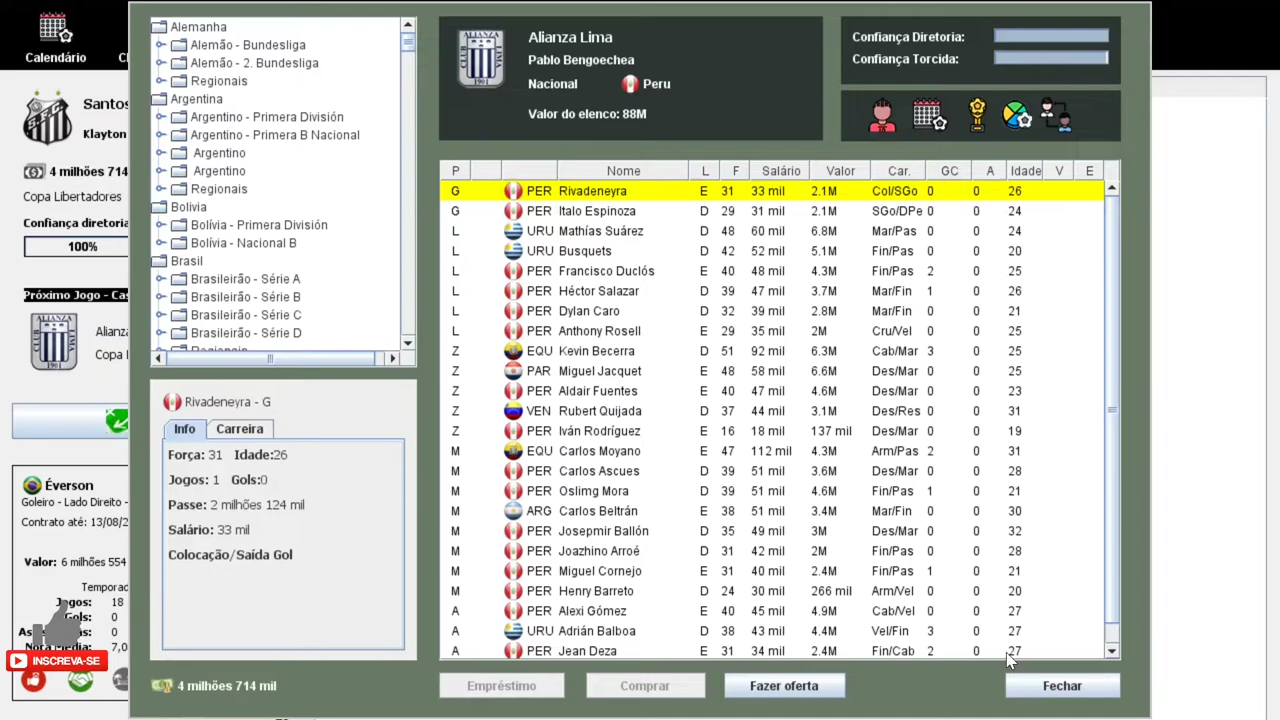 Calendário
Santos
Klayton
4 milhões 714 m
Copa Libertadores
Confiança diretoria:
100%
Próximo Jogo - Cas
Alianz
Copa L
Éverson
Goleiro - Lado Direito -
Contrato até: 13/08/2
Valor: 6 milhões 554
Temporad
Jogos: 18
Gols: 0
0
7,0
INSCREVA-SE
Alemanha
Alemão - Bundesliga
Alemão - 2. Bundesliga
Regionais
Argentina
Argentino - Primera División
Argentino - Primera B Nacional
Argentino
Argentino
Regionais
Bolivia
Bolívia - Primera División
Bolívia - Nacional B
Brasil
Brasileirão - Série A
Brasileirão - Série B
Brasileirão - Série C
Brasileirão - Série D
Regionais
Rivadeneyra - G
Info Carreira
Força: 31 Idade:26
Jogos: 1 Gols:0
Passe: 2 milhões 124 mil
Salário: 33 mil
Colocação/Saída Gol
4 milhões 714 mil
CLUB ALIANZA LIMA
1901
Alianza Lima
Pablo Bengoechea
Nacional Peru
Valor do elenco: 88M
Confiança Diretoria:
Confiança Torcida:
P Nome L F Salário Valor Car. GC A Idade V E
G PER Rivadeneyra E 31 33 mil 2.1M Col/SGo 0 0 26
G PER Italo Espinoza D 29 31 mil 2.1M SGo/DPe 0 0 24
L URU Mathías Suárez D 48 60 mil 6.8M Mar/Pas 0 0 24
L URU Busquets D 42 52 mil 5.1M Fin/Pas 0 0 20
L PER Francisco Duclós E 40 48 mil 4.3M Fin/Pas 2 0 25
L PER Héctor Salazar D 39 47 mil 3.7M Mar/Fin 1 0 26
L PER Dylan Caro D 32 39 mil 2.8M Mar/Pas 0 0 21
L PER Anthony Rosell E 29 35 mil 2M Cru/Vel 0 0 25
Z EQU Kevin Becerra D 51 92 mil 6.3M Cab/Mar 3 0 25
Z PAR Miguel Jacquet D 48 58 mil 6.6M Des/Mar 0 0 25
Z PER Aldair Fuentes E 40 47 mil 4.6M Des/Mar 0 0 23
Z VEN Rubert Quijada D 37 44 mil 3.1M Des/Res 0 0 31
Z PER Iván Rodríguez E 16 18 mil 137 mil Des/Mar 0 0 19
M EQU Carlos Moyano E 47 112 mil 4.3M Arm/Pas 2 0 31
M PER Carlos Ascues D 39 51 mil 3.6M Des/Mar 0 0 28
M PER Oslimg Mora D 39 51 mil 4.6M Fin/Pas 1 0 21
M ARG Carlos Beltrán E 38 51 mil 3.4M Mar/Fin 0 0 30
M PER Josepmir Ballón D 35 49 mil 3M Des/Mar 0 0 32
M PER Joazhino Arroé E 31 42 mil 2M Fin/Pas 0 0 28
M PER Miguel Cornejo E 31 40 mil 2.4M Fin/Pas 1 0 21
M PER Henry Barreto D 24 30 mil 266 mil Arm/Vel 0 0 20
A PER Alexi Gómez E 40 45 mil 4.9M Cab/Vel 0 0 27
A URU Adrián Balboa D 38 43 mil 4.4M Vel/Fin 3 0 27
A PER Jean Deza E 31 34 mil 2.4M Fin/Cab 2 0 27
Empréstimo Comprar Fazer oferta Fechar